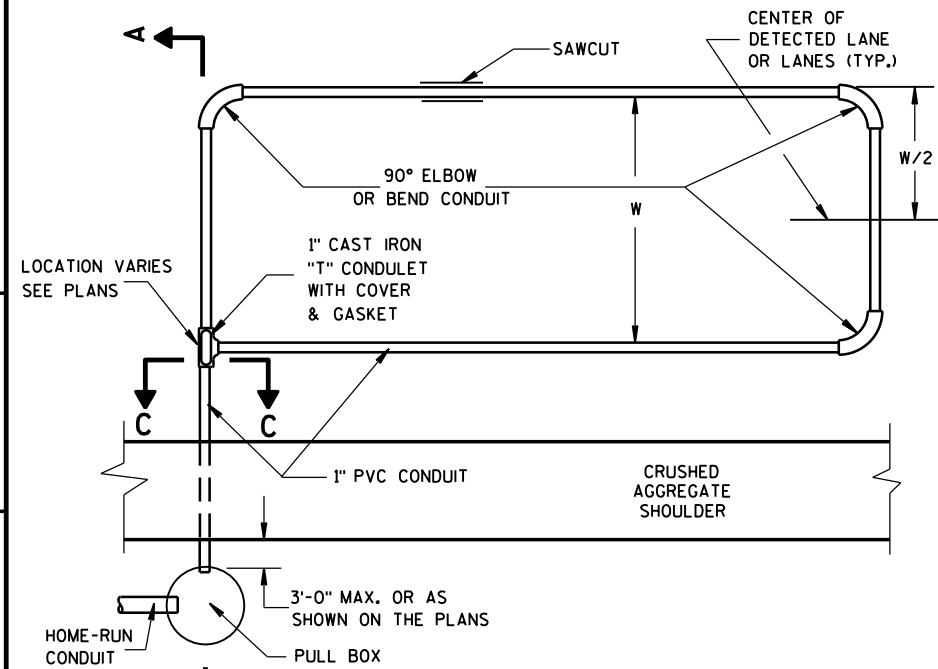 A
SAWCUT
CENTER OF
DETECTED LANE
OR LANES (TYP.)
W/2
90° ELBOW
OR BEND CONDUIT
W
1" CAST IRON
"T" CONDULET
WITH COVER
& GASKET
LOCATION VARIES
SEE PLANS
C
C
1" PVC CONDUIT
CRUSHED
AGGREGATE
SHOULDER
3'-0" MAX. OR AS
SHOWN ON THE PLANS
HOME-RUN
CONDUIT
PULL BOX